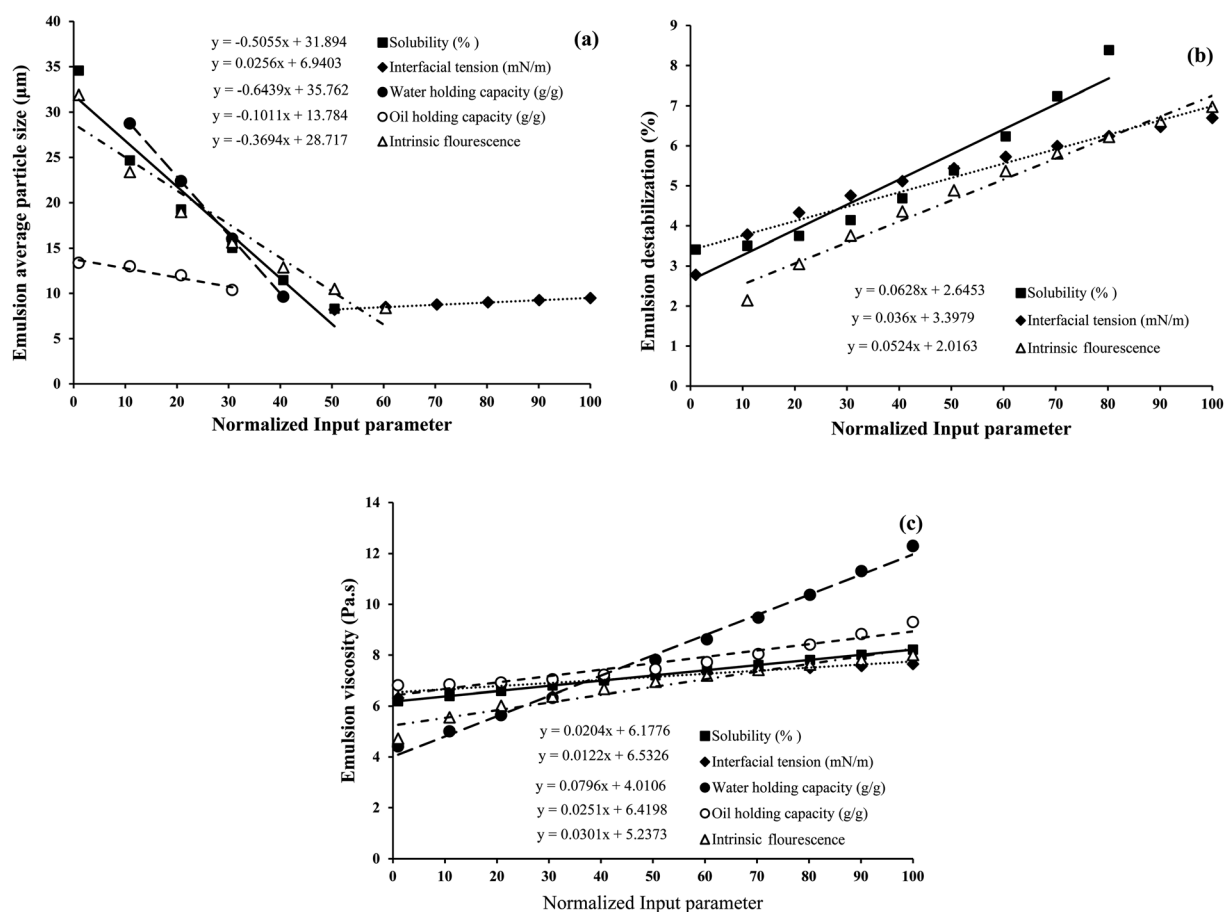 (a)
Emulsion average particle size (µm)
40
35
30
25
20
15
10
5
0
y = -0.5055x + 31.894 Solubility (% )
y = 0.0256x + 6.9403 Interfacial tension (mN/m)
y = -0.6439x + 35.762 Water holding capacity (g/g)
y = -0.1011x + 13.784 Oil holding capacity (g/g)
y = -0.3694x + 28.717 Intrinsic flourescence
0 10 20 30 40 50 60 70 80 90 100
Normalized Input parameter
(b)
Emulsion destabilization (%)
9
8
7
6
5
4
3
2
1
0
y = 0.0628x + 2.6453 Solubility (% )
y = 0.036x + 3.3979 Interfacial tension (mN/m)
y = 0.0524x + 2.0163 Intrinsic flourescence
0 10 20 30 40 50 60 70 80 90 100
Normalized Input parameter
(c)
Emulsion viscosity (Pa.s)
14
12
10
8
6
4
2
0
y = 0.0204x + 6.1776 Solubility (% )
y = 0.0122x + 6.5326 Interfacial tension (mN/m)
y = 0.0796x + 4.0106 Water holding capacity (g/g)
y = 0.0251x + 6.4198 Oil holding capacity (g/g)
y = 0.0301x + 5.2373 Intrinsic flourescence
0 10 20 30 40 50 60 70 80 90 100
Normalized Input parameter